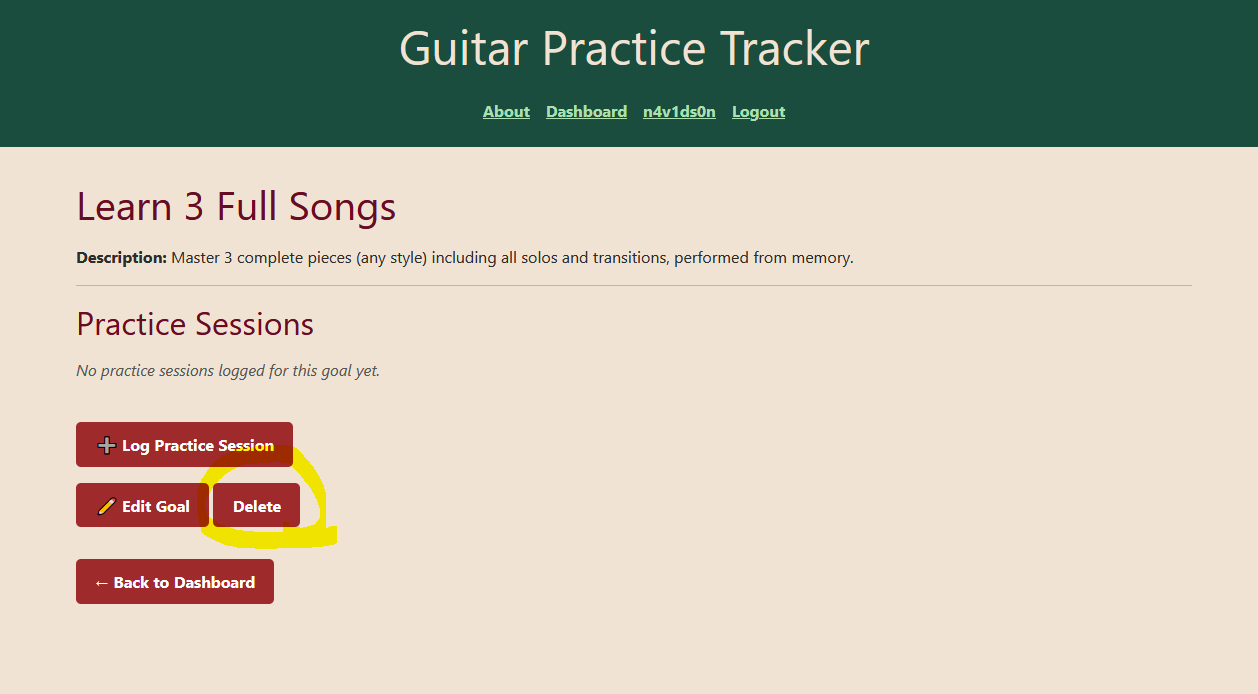 Guitar Practice Tracker
About Dashboard n4v1ds0n Logout
Learn 3 Full Songs
Description: Master 3 complete pieces (any style) including all solos and transitions, performed from memory.
Practice Sessions
No practice sessions logged for this goal yet.
➕ Log Practice Session
✏️ Edit Goal Delete
← Back to Dashboard